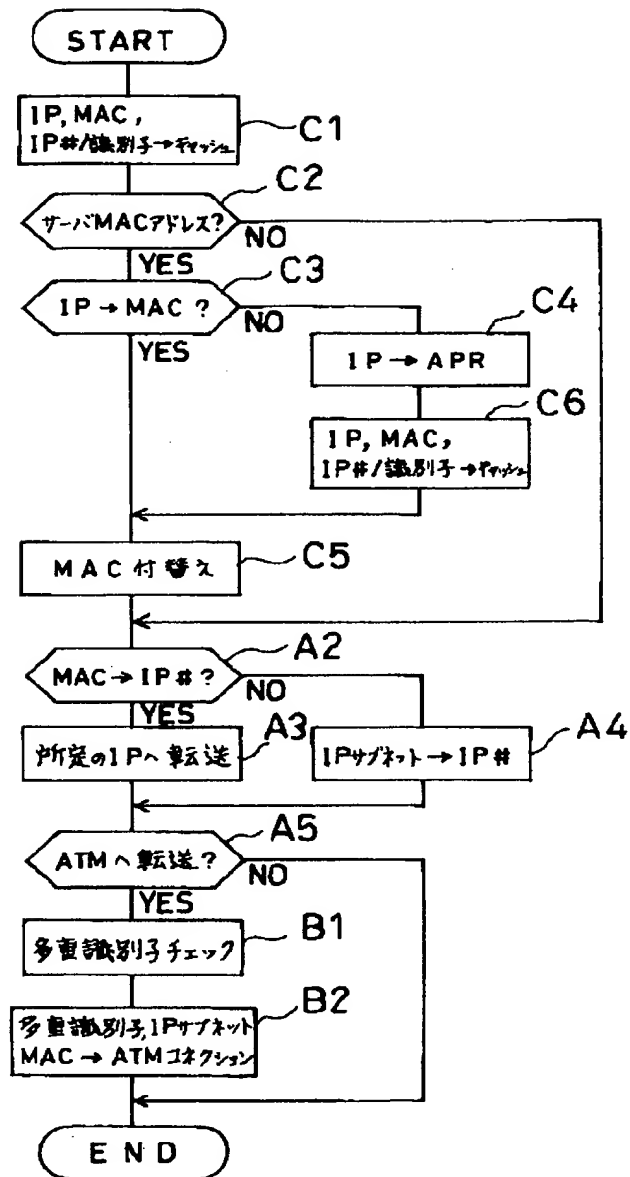 START
IP, MAC,
IP#/識別子→キャッシュ
C1
C2
サーバMACアドレス?
NO
YES
C3
IP→MAC?
NO
YES
C4
IP→APR
C6
IP, MAC,
IP#/識別子→キャッシュ
MAC付替え
C5
A2
MAC→IP#?
NO
YES
A3
所定のIPへ転送
A4
IPサブネット→IP#
A5
ATMへ転送?
NO
YES
B1
多重識別子チェック
B2
多重識別子,IPサブネット
MAC→ATMコネクション
END